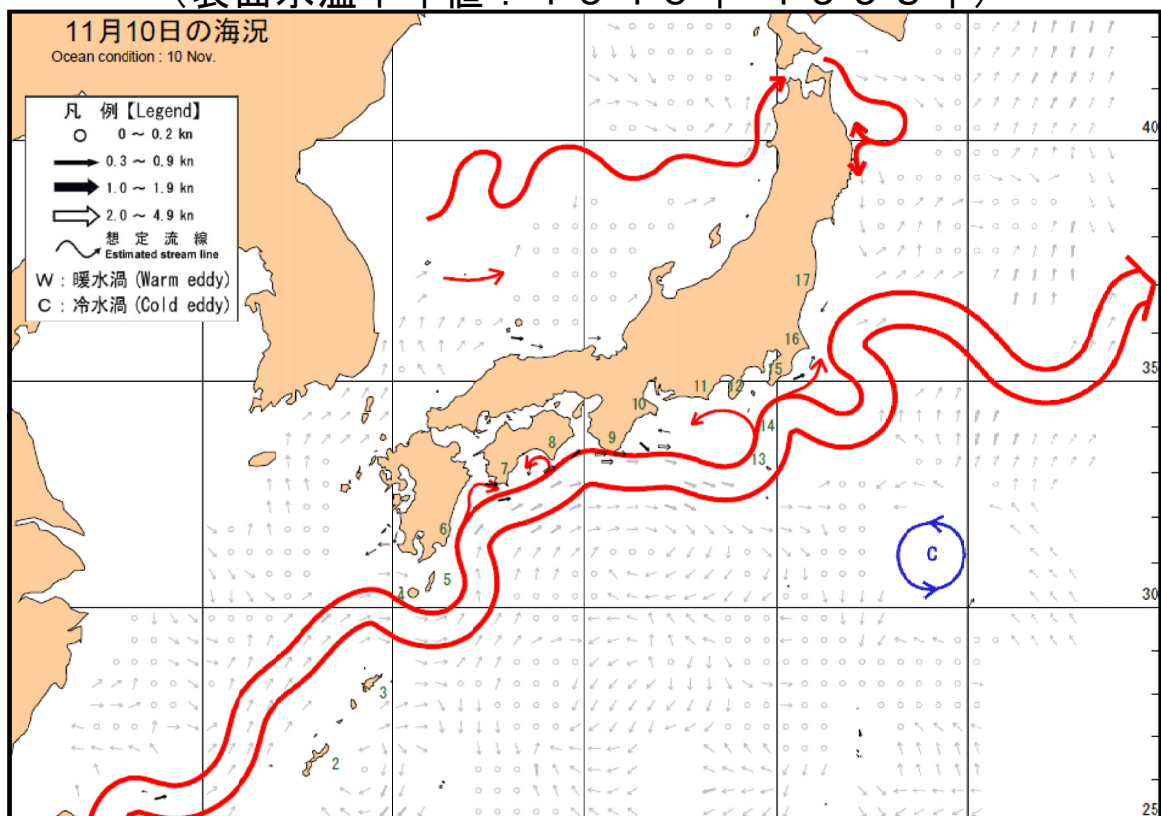 11月10日の海況
Ocean condition : 10 Nov.
凡 例【Legend】
0 ～ 0.2 kn
0.3 ～ 0.9 kn
1.0 ～ 1.9 kn
2.0 ～ 4.9 kn
想 定 流 線
Estimated stream line
W : 暖水渦 (Warm eddy)
C : 冷水渦 (Cold eddy)
40
17
16
15
35
11
12
10
14
9
8
13
7
6
C
5
4
30
3
2
25